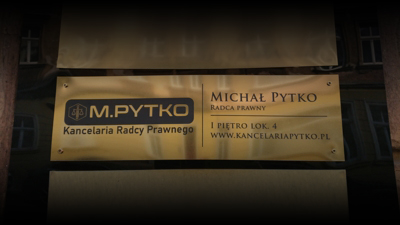 M.PYTKO
Kancelaria Radcy Prawnego
MICHAŁ PYTKO
RADCA PRAWNY
I PIĘTRO LOK. 4
WWW.KANCELARIAPYTKO.PL